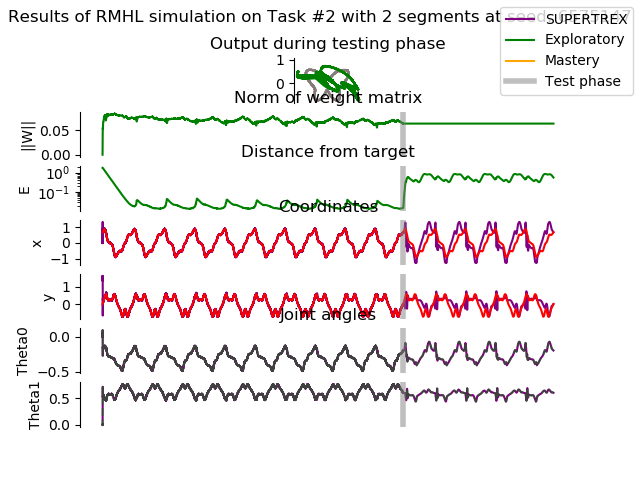 Results of RMHL simulation on Task #2 with 2 segments at seed
SUPERTREX
Exploratory
Mastery
Test phase
Output during testing phase
1
0
Norm of weight matrix
||W||
0.05
0.00
Distance from target
E
10⁰
10⁻¹
Coordinates
x
1
0
−1
y
1
0
Joint angles
Theta0
0.0
−0.5
Theta1
0.5
0.0